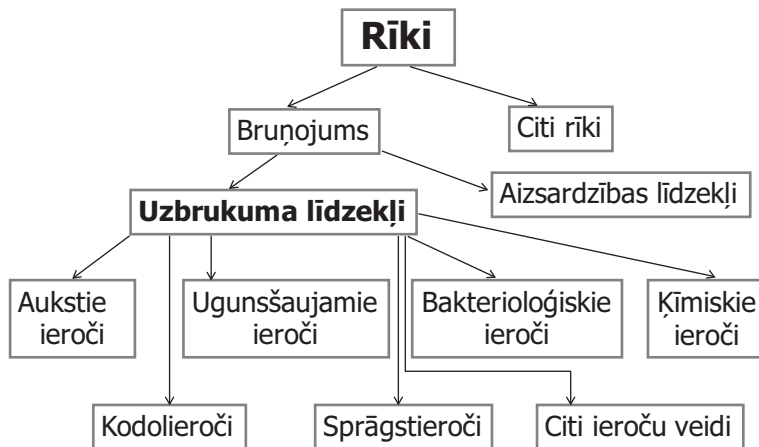 Rīki
Bruņojums
Citi rīki
Aizsardzības līdzekļi
Uzbrukuma līdzekļi
Aukstie
ieroči
Ugunsšaujamie
ieroči
Bakterioloģiskie
ieroči
Ķīmiskie
ieroči
Kodolieroči
Sprāgstieroči
Citi ieroču veidi